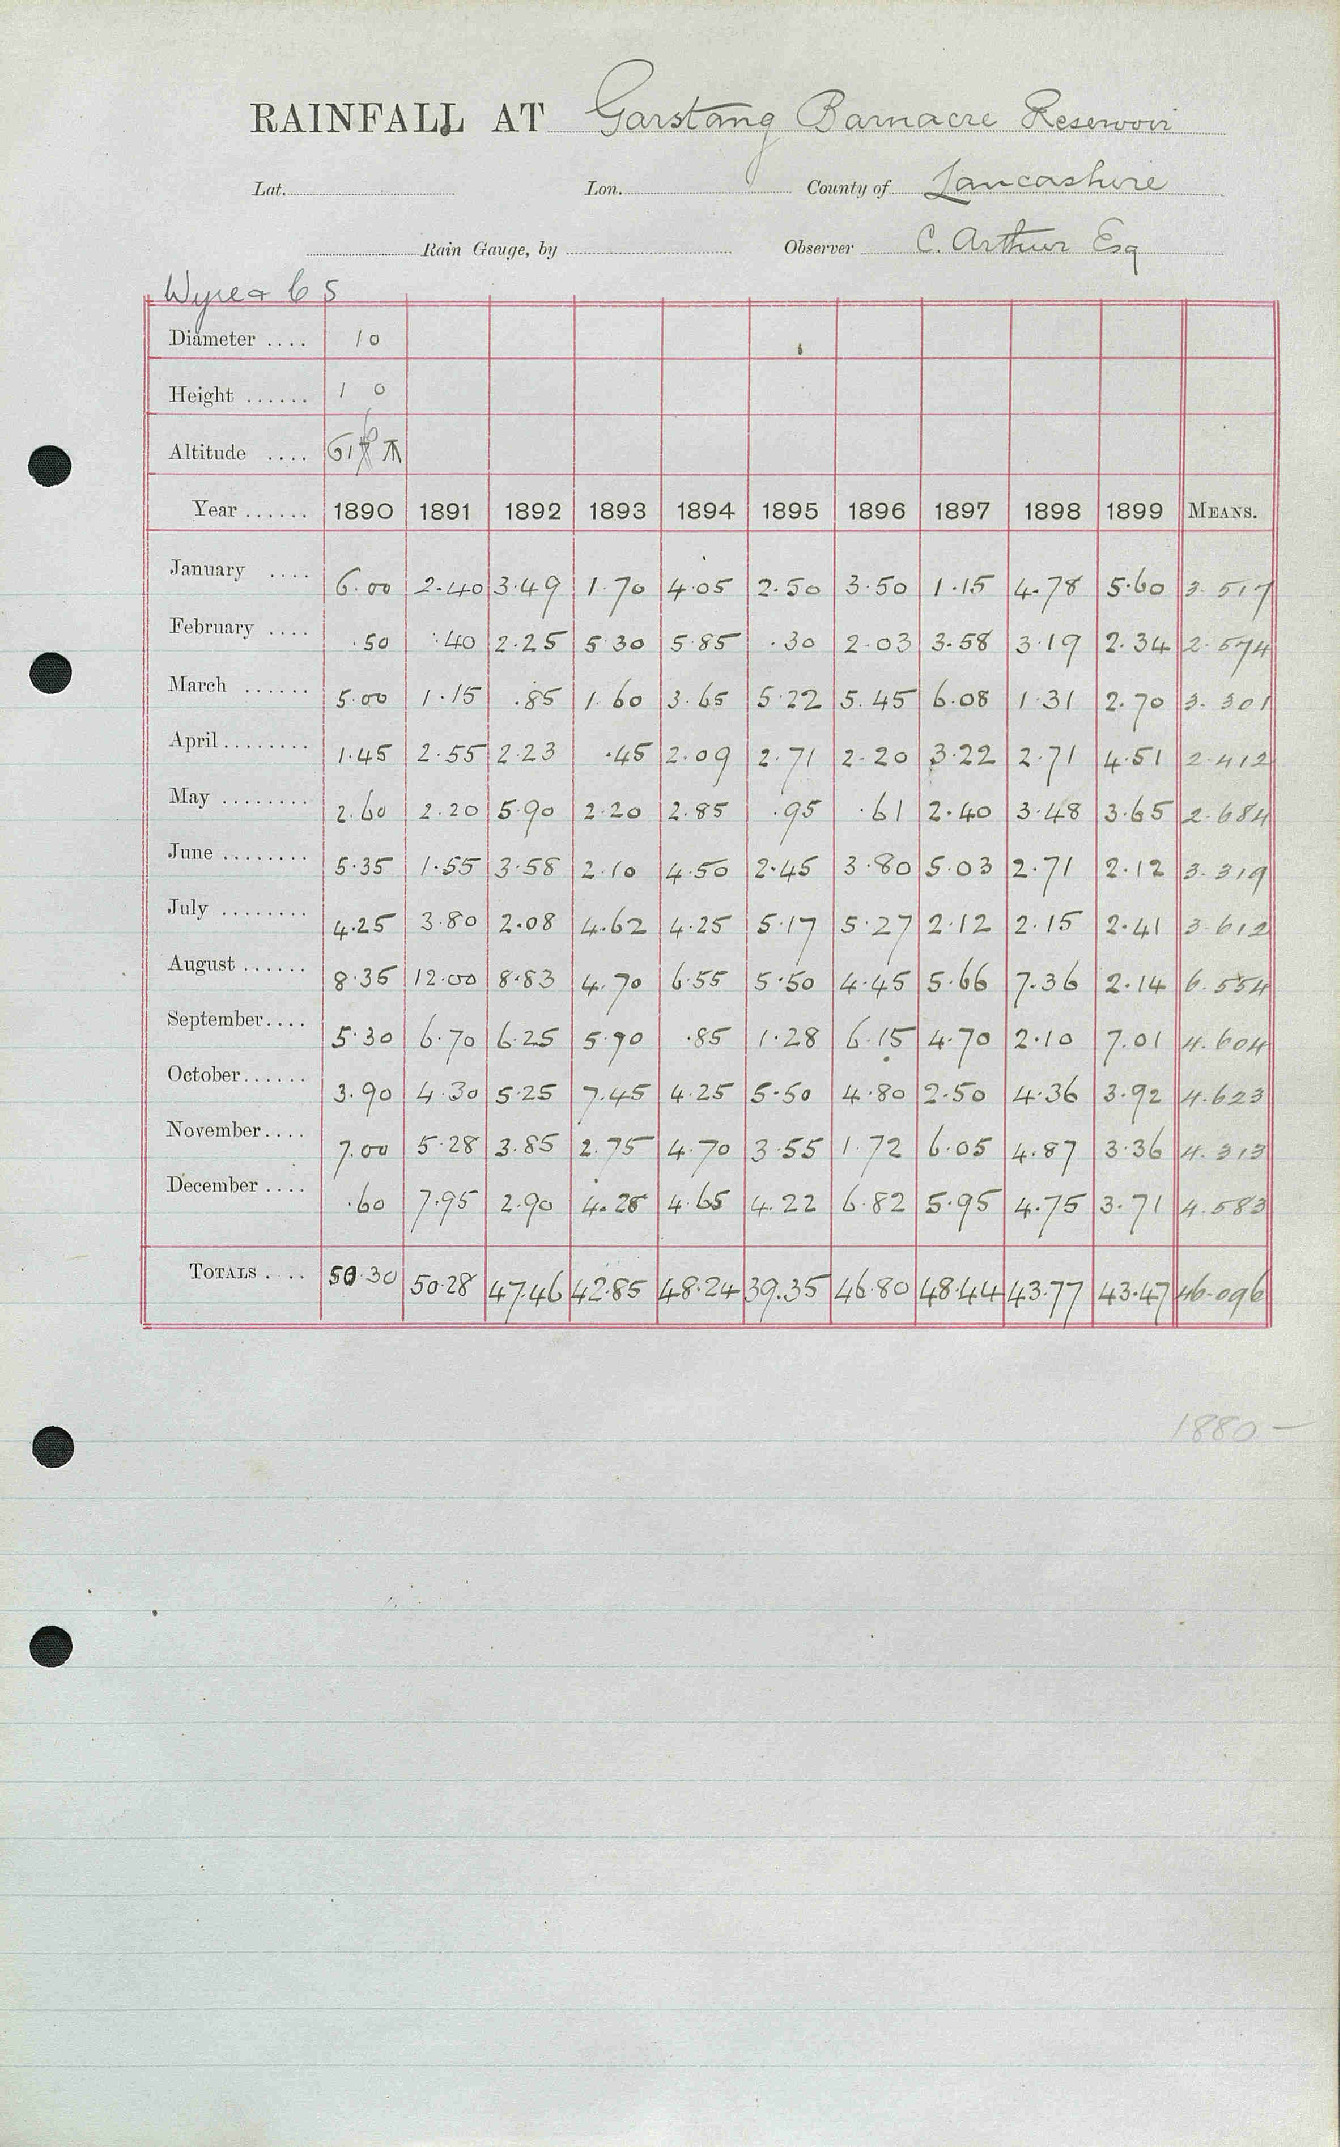 RAINFALL AT Garstang Barnacre Reservoir
Lat. Lon. County of Lancashire
Rain Gauge, by Observer C. Arthur Esq
Wyre
Diameter .... 10
Height ...... 1 0
Altitude ....
Year ...... 1890 1891 1892 1893 1894 1895 1896 1897 1898 1899 MEANS.
January .... 6.00 2.40 3.49 1.70 4.05 2.50 3.50 1.15 4.78 5.60 3.517
February .... .50 .40 2.25 5.30 5.85 .30 2.03 3.58 3.19 2.34 2.574
March ...... 5.00 1.15 .85 1.60 3.65 5.22 5.45 6.08 1.31 2.70 3.301
April ........ 1.45 2.55 2.23 .45 2.09 2.71 2.20 3.22 2.71 4.51 2.412
May ........ 2.60 2.20 5.90 2.20 2.85 .95 .61 2.40 3.48 3.65 2.684
June ........ 5.35 1.55 3.58 2.10 4.50 2.45 3.80 5.03 2.71 2.12 3.319
July ........ 4.25 3.80 2.08 4.62 4.25 5.17 5.27 2.12 2.15 2.41 3.612
August ...... 8.35 12.00 8.83 4.70 6.55 5.50 4.45 5.66 7.36 2.14 6.554
September.... 5.30 6.70 6.25 5.70 .85 1.28 6.15 4.70 2.10 7.01 4.604
October...... 3.90 4.30 5.25 7.45 4.25 5.50 4.80 2.50 4.36 3.92 4.623
November.... 7.00 5.28 3.85 2.75 4.70 3.55 1.72 6.05 4.87 3.36 4.313
December .... .60 7.95 2.90 4.28 4.65 4.22 6.82 5.95 4.75 3.71 4.583
TOTALS .... 50.30 50.28 47.46 42.85 48.24 39.35 46.80 48.44 43.77 43.47 46.096
1880 –